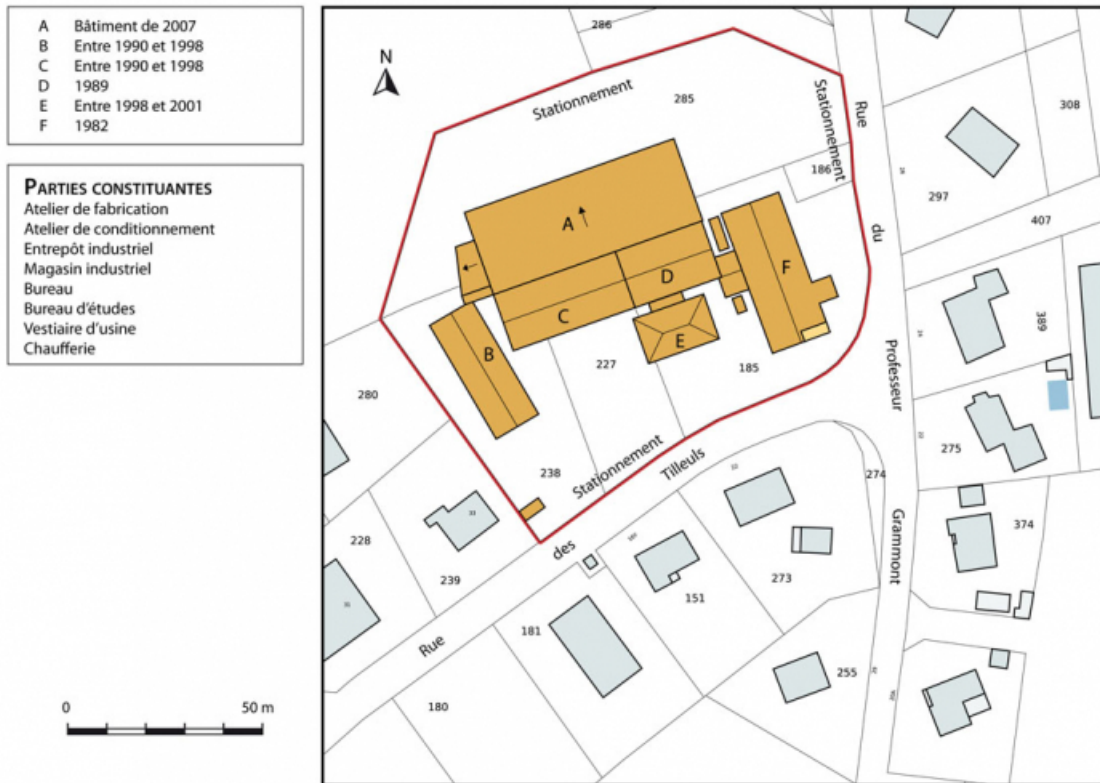 A Bâtiment de 2007
B Entre 1990 et 1998
C Entre 1990 et 1998
D 1989
E Entre 1998 et 2001
F 1982
PARTIES CONSTITUANTES
Atelier de fabrication
Atelier de conditionnement
Entrepôt industriel
Magasin industriel
Bureau
Bureau d'études
Vestiaire d'usine
Chaufferie
0 50 m
N
286
Stationnement
285
Stationnement
Rue du Professeur Grammont
308
186
297
407
A
D
F
C
E
B
389
227
185
280
275
238
Stationnement
Rue des Tilleuls
274
33
374
228
239
273
31
151
181
255
180